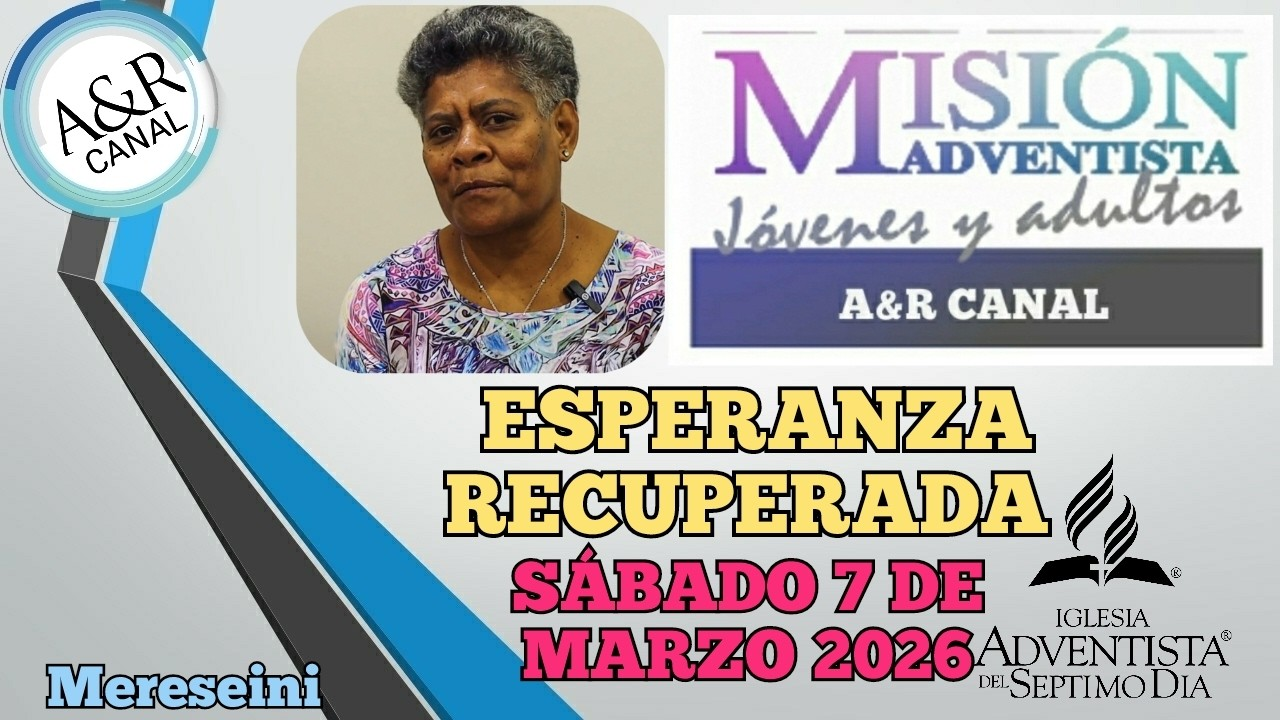 A&R
CANAL
MISIÓN
ADVENTISTA
Jóvenes y adultos
A&R CANAL
ESPERANZA
RECUPERADA
SÁBADO 7 DE
MARZO 2026
IGLESIA
ADVENTISTA®
DEL SEPTIMO DIA
®
Mereseini